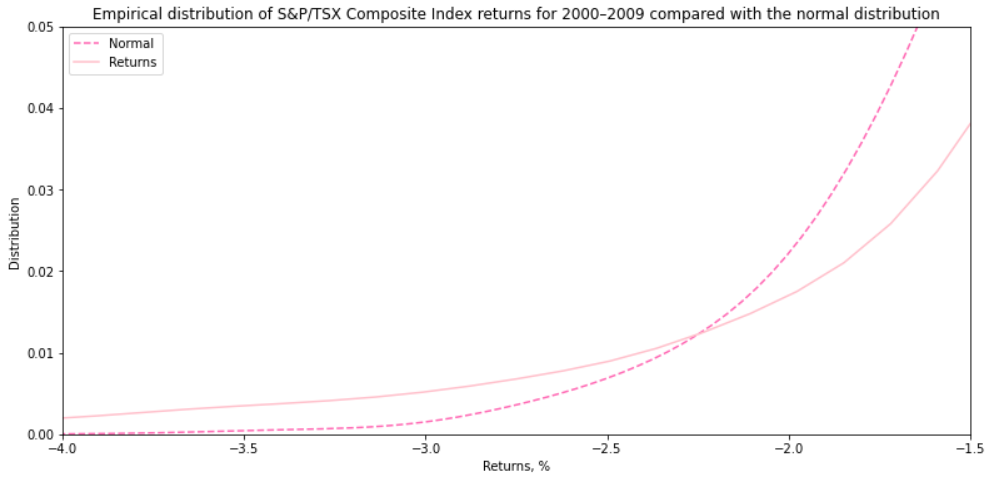 Empirical distribution of S&P/TSX Composite Index returns for 2000–2009 compared with the normal distribution
Normal
Returns
0.05
0.04
0.03
0.02
0.01
0.00
Distribution
−4.0
−3.5
−3.0
−2.5
−2.0
−1.5
Returns, %